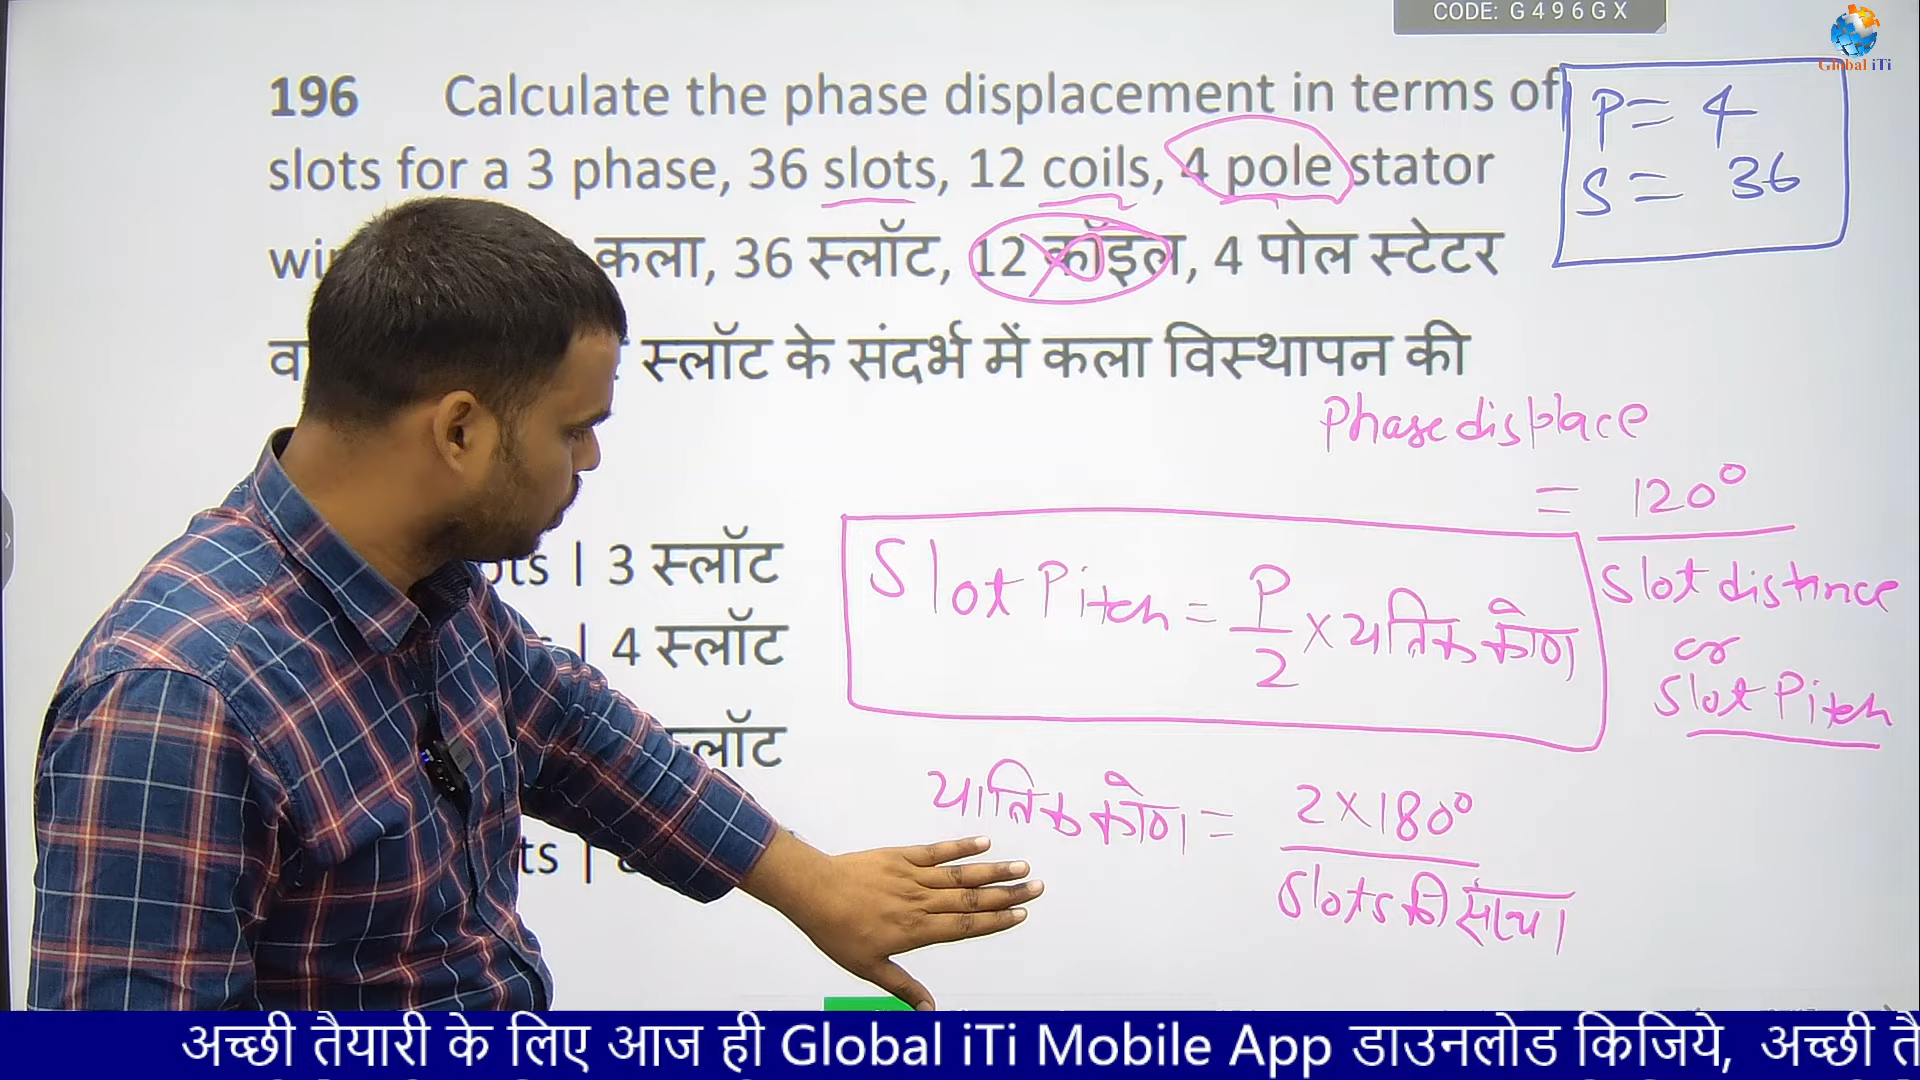 CODE: G496GX
Global iTi
196 Calculate the phase displacement in terms of
slots for a 3 phase, 36 slots, 12 coils, 4 pole stator
कला, 36 स्लॉट, 12 कॉइल, 4 पोल स्टेटर
स्लॉट के संदर्भ में कला विस्थापन की
P = 4
S = 36
Phase displace
= 120°
Slot distance
or
Slot Pitch
Slot Pitch = P/2 × यांत्रिक कोण
यांत्रिक कोण = 2×180°
Slots की संख्या
| 3 स्लॉट
| 4 स्लॉट
स्लॉट
अच्छी तैयारी के लिए आज ही Global iTi Mobile App डाउनलोड किजिये, अच्छी